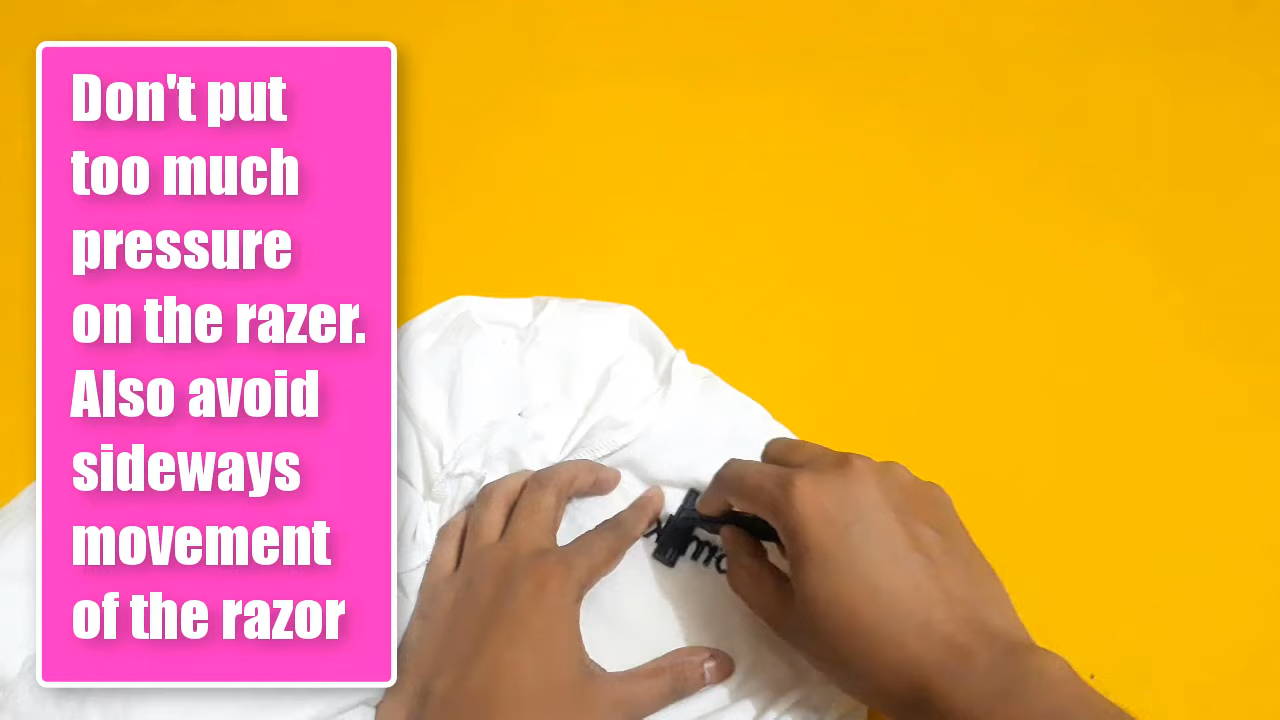 Don't put
too much
pressure
on the razer.
Also avoid
sideways
movement
of the razor